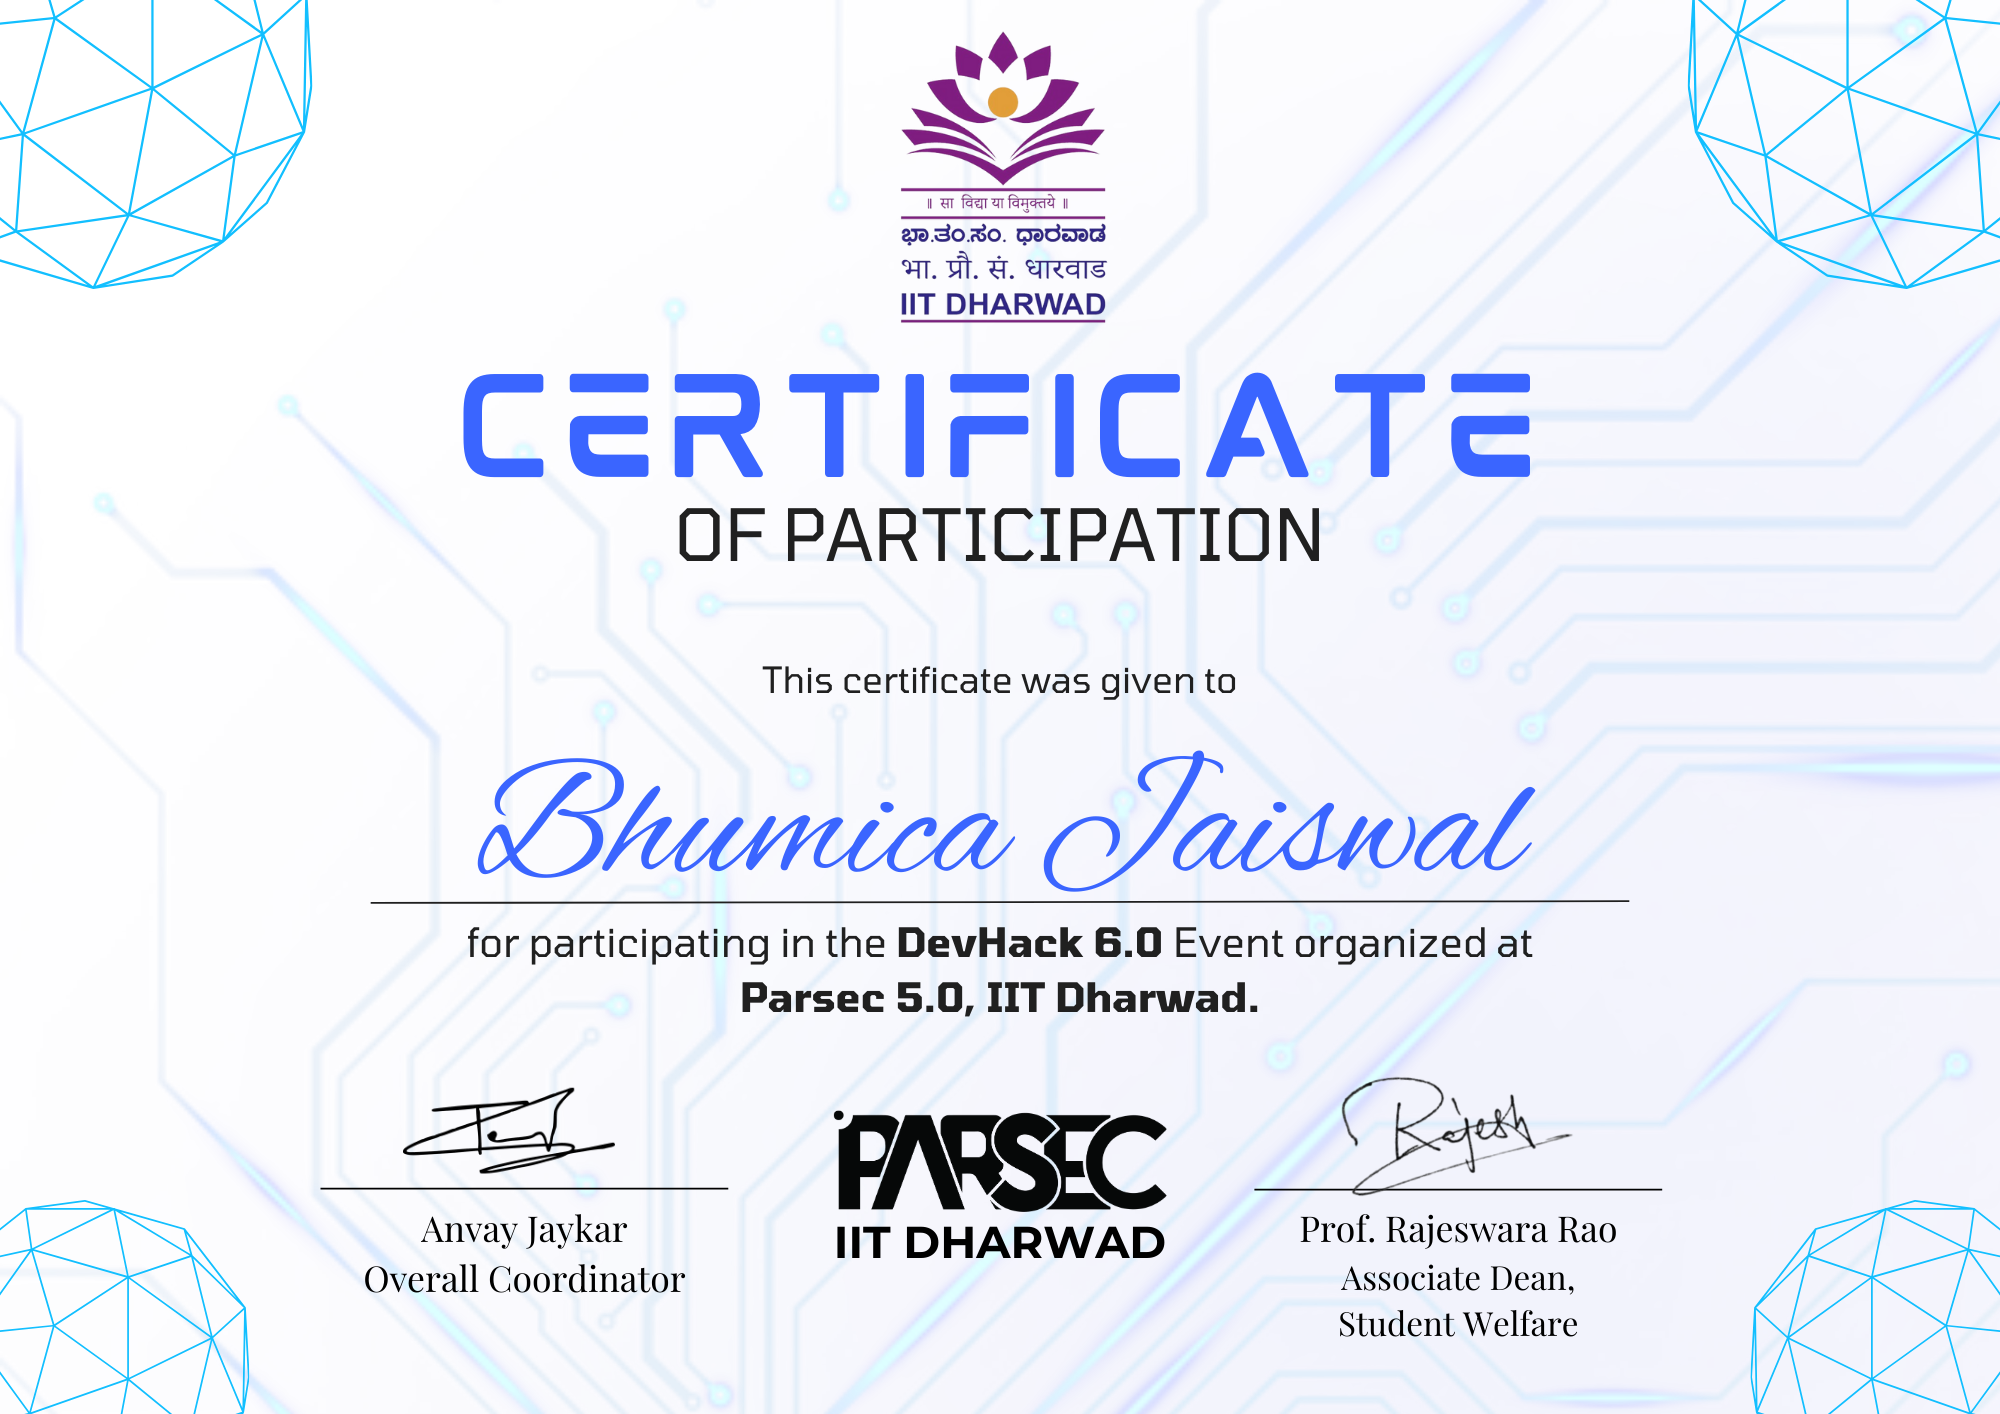 ॥ सा विद्या या विमुक्तये ॥
ಭಾ.ತಂ.ಸಂ. ಧಾರವಾಡ
भा. प्रौ. सं. धारवाड
IIT DHARWAD
CERTIFICATE
OF PARTICIPATION
This certificate was given to
Bhumica Jaiswal
for participating in the DevHack 6.0 Event organized at
Parsec 5.0, IIT Dharwad.
Rajesh
PARSEC
IIT DHARWAD
Anvay Jaykar
Overall Coordinator
Prof. Rajeswara Rao
Associate Dean,
Student Welfare